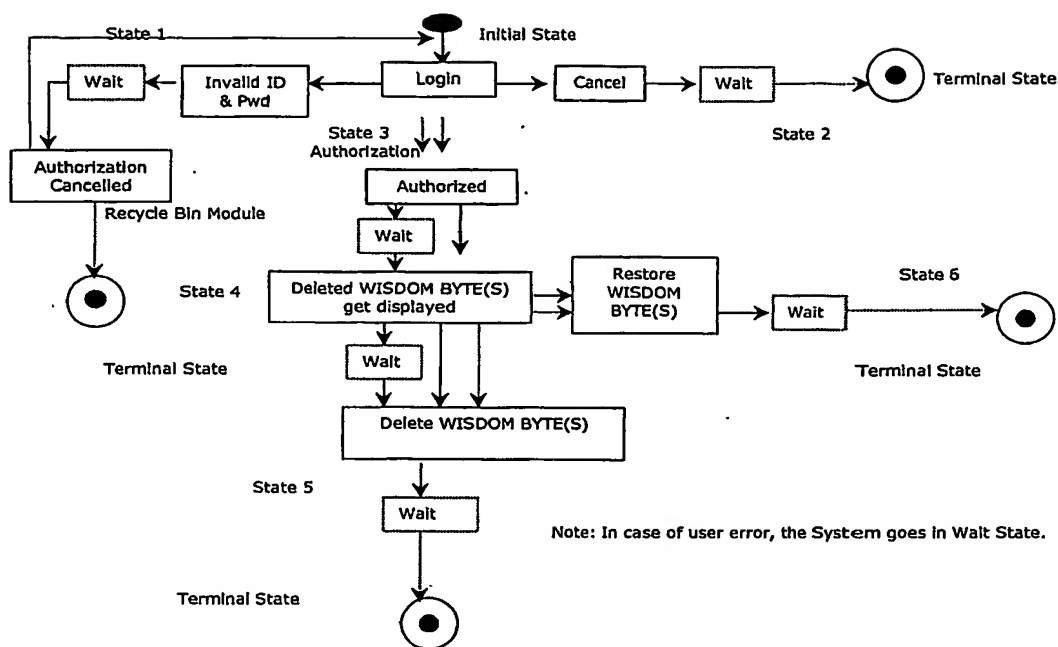 State 1
Initial State
Wait
Invalid ID
& Pwd
Login
Cancel
Wait
Terminal State
State 3
Authorization
State 2
Authorization
Cancelled
Authorized
Recycle Bin Module
Wait
State 4
Deleted WISDOM BYTE(S)
get displayed
Restore
WISDOM
BYTE(S)
State 6
Wait
Wait
Terminal State
Terminal State
Delete WISDOM BYTE(S)
State 5
Wait
Note: In case of user error, the System goes in Wait State.
Terminal State